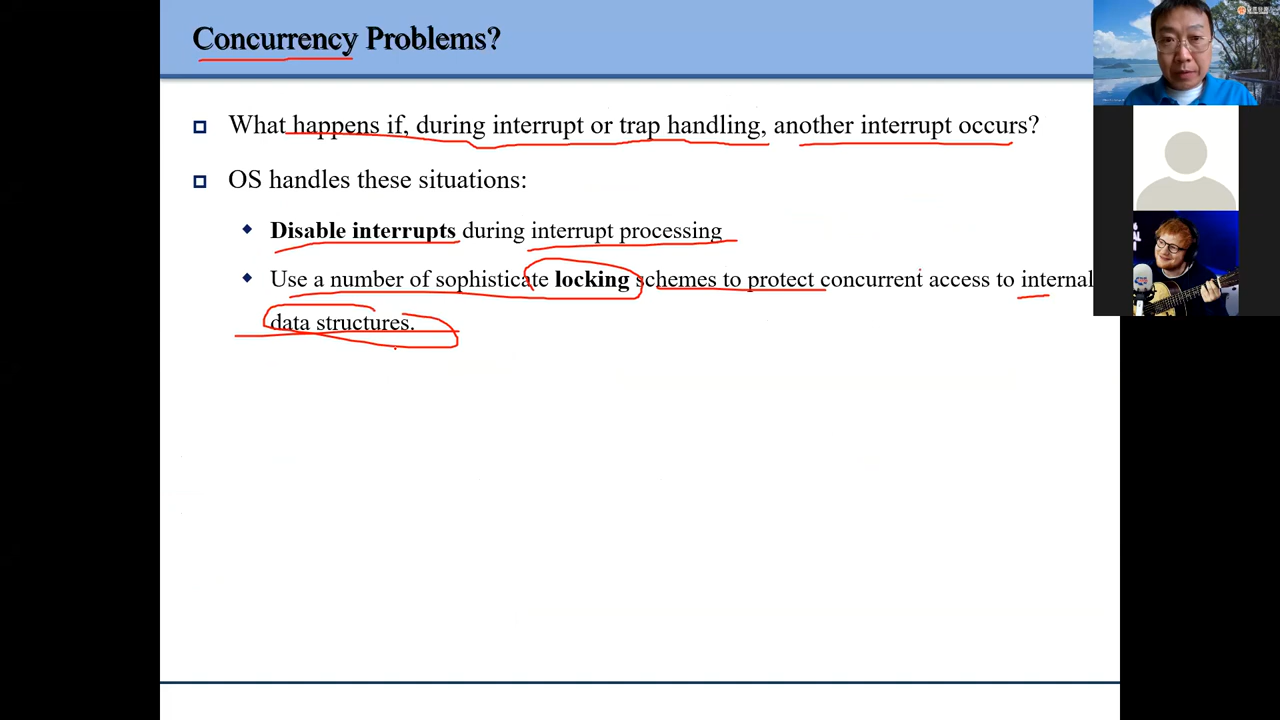 Concurrency Problems?
What happens if, during interrupt or trap handling, another interrupt occurs?
OS handles these situations:
Disable interrupts during interrupt processing
Use a number of sophisticate locking schemes to protect concurrent access to internal
data structures.